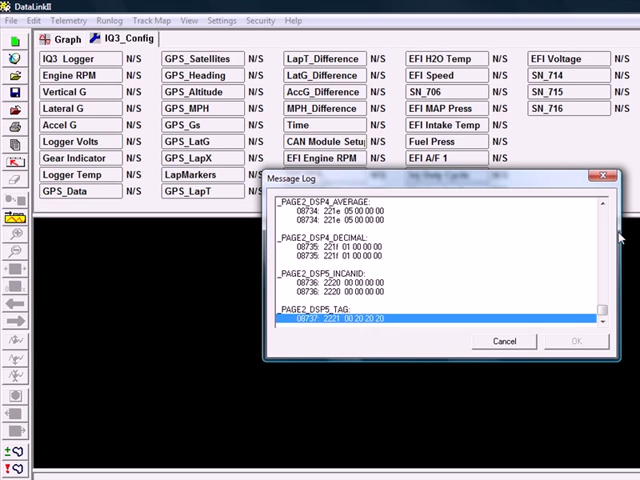 DataLinkII
File Edit Telemetry Runlog Track Map View Settings Security Help
Graph IQ3_Config
IQ3 Logger N/S GPS_Satellites N/S LapT_Difference N/S EFI H2O Temp N/S EFI Voltage N/S
Engine RPM N/S GPS_Heading N/S LatG_Difference N/S EFI Speed N/S SN_714 N/S
Vertical G N/S GPS_Altitude N/S AccG_Difference N/S SN_706 N/S SN_715 N/S
Lateral G N/S GPS_MPH N/S MPH_Difference N/S EFI MAP Press N/S SN_716 N/S
Accel G N/S GPS_Gs N/S Time N/S EFI Intake Temp N/S
Logger Volts N/S GPS_LatG N/S CAN Module Setup N/S Fuel Press N/S
Gear Indicator N/S GPS_LapX N/S EFI Engine RPM N/S EFI A/F 1 N/S
Logger Temp N/S LapMarkers N/S
GPS_Data N/S GPS_LapT N/S
Message Log
_PAGE2_DSP4_AVERAGE:
08734: 221e 05 00 00 00
08734: 221e 05 00 00 00
_PAGE2_DSP4_DECIMAL:
08735: 221f 01 00 00 00
08735: 221f 01 00 00 00
_PAGE2_DSP5_INCANID:
08736: 2220 00 00 00 00
08736: 2220 00 00 00 00
_PAGE2_DSP5_TAG:
08737: 2221 00 20 20 20
Cancel OK